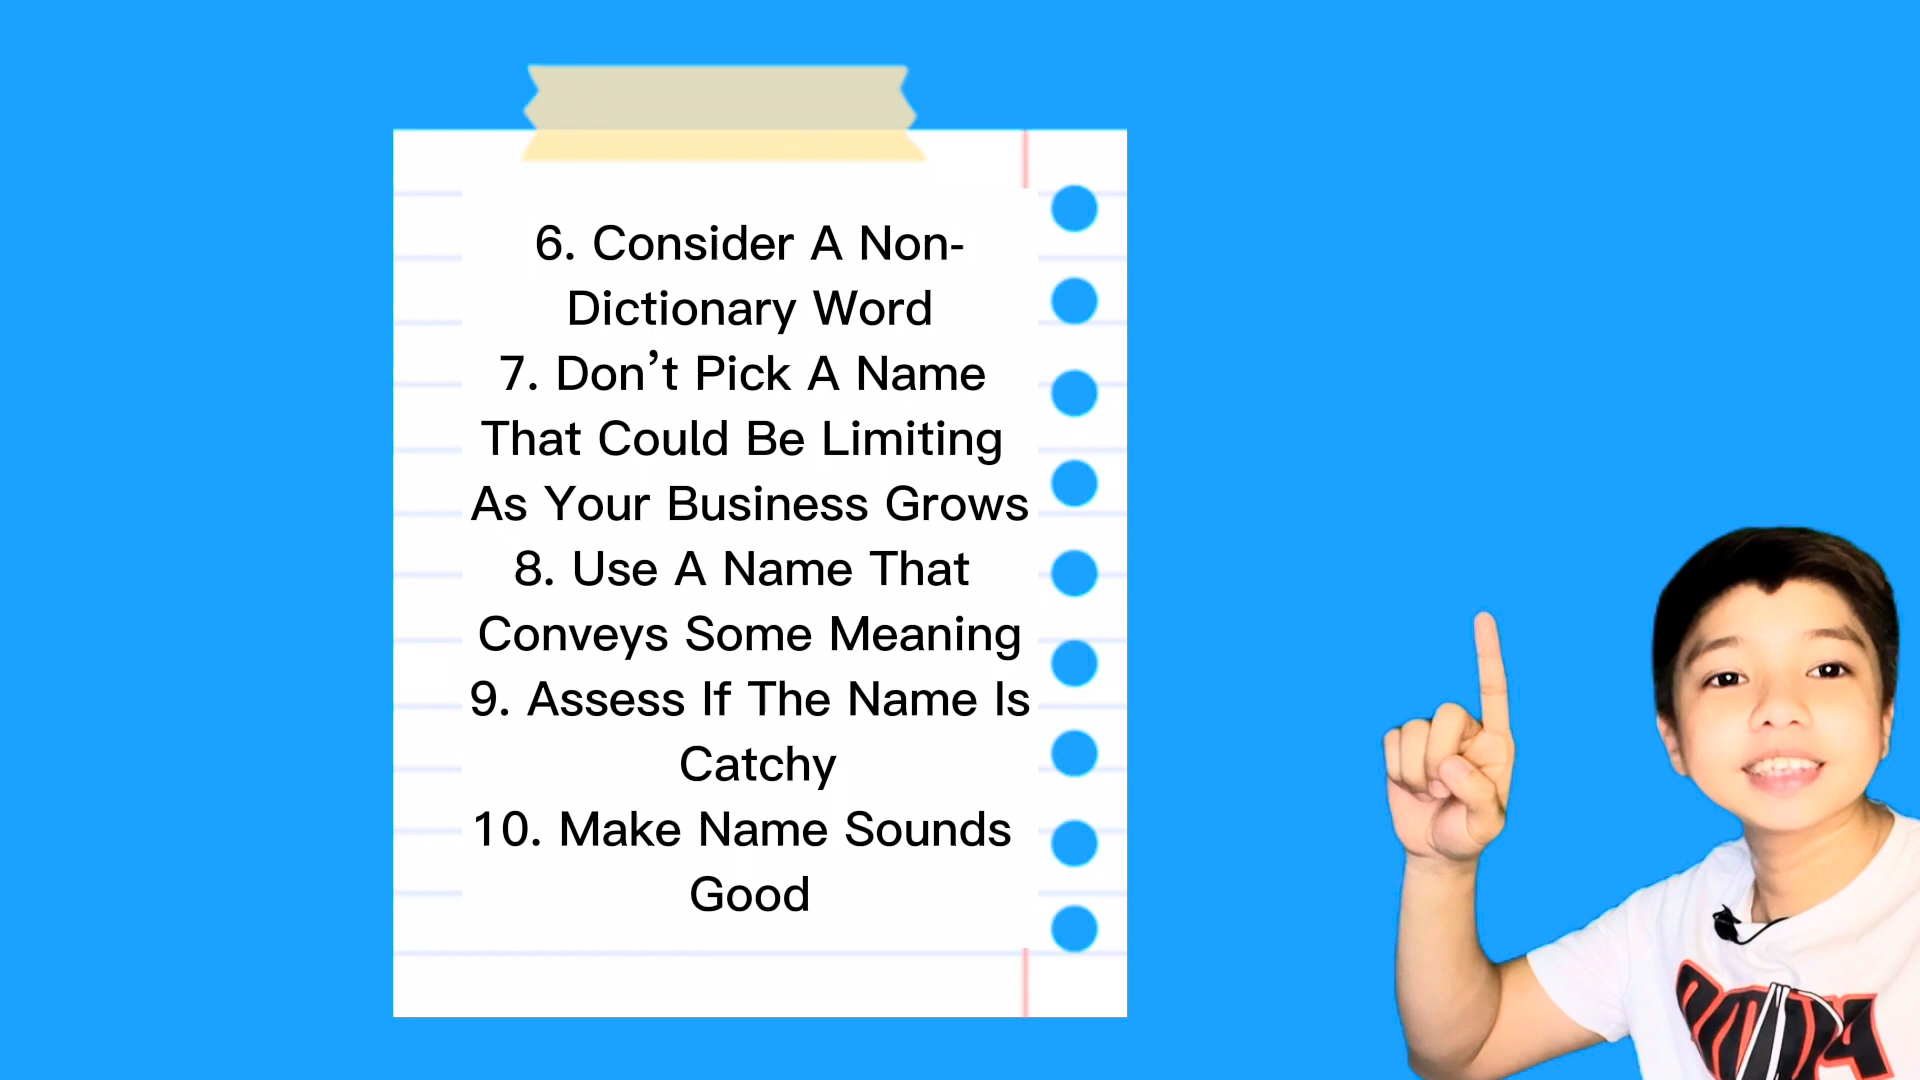 6. Consider A Non-
Dictionary Word
7. Don’t Pick A Name
That Could Be Limiting
As Your Business Grows
8. Use A Name That
Conveys Some Meaning
9. Assess If The Name Is
Catchy
10. Make Name Sounds
Good